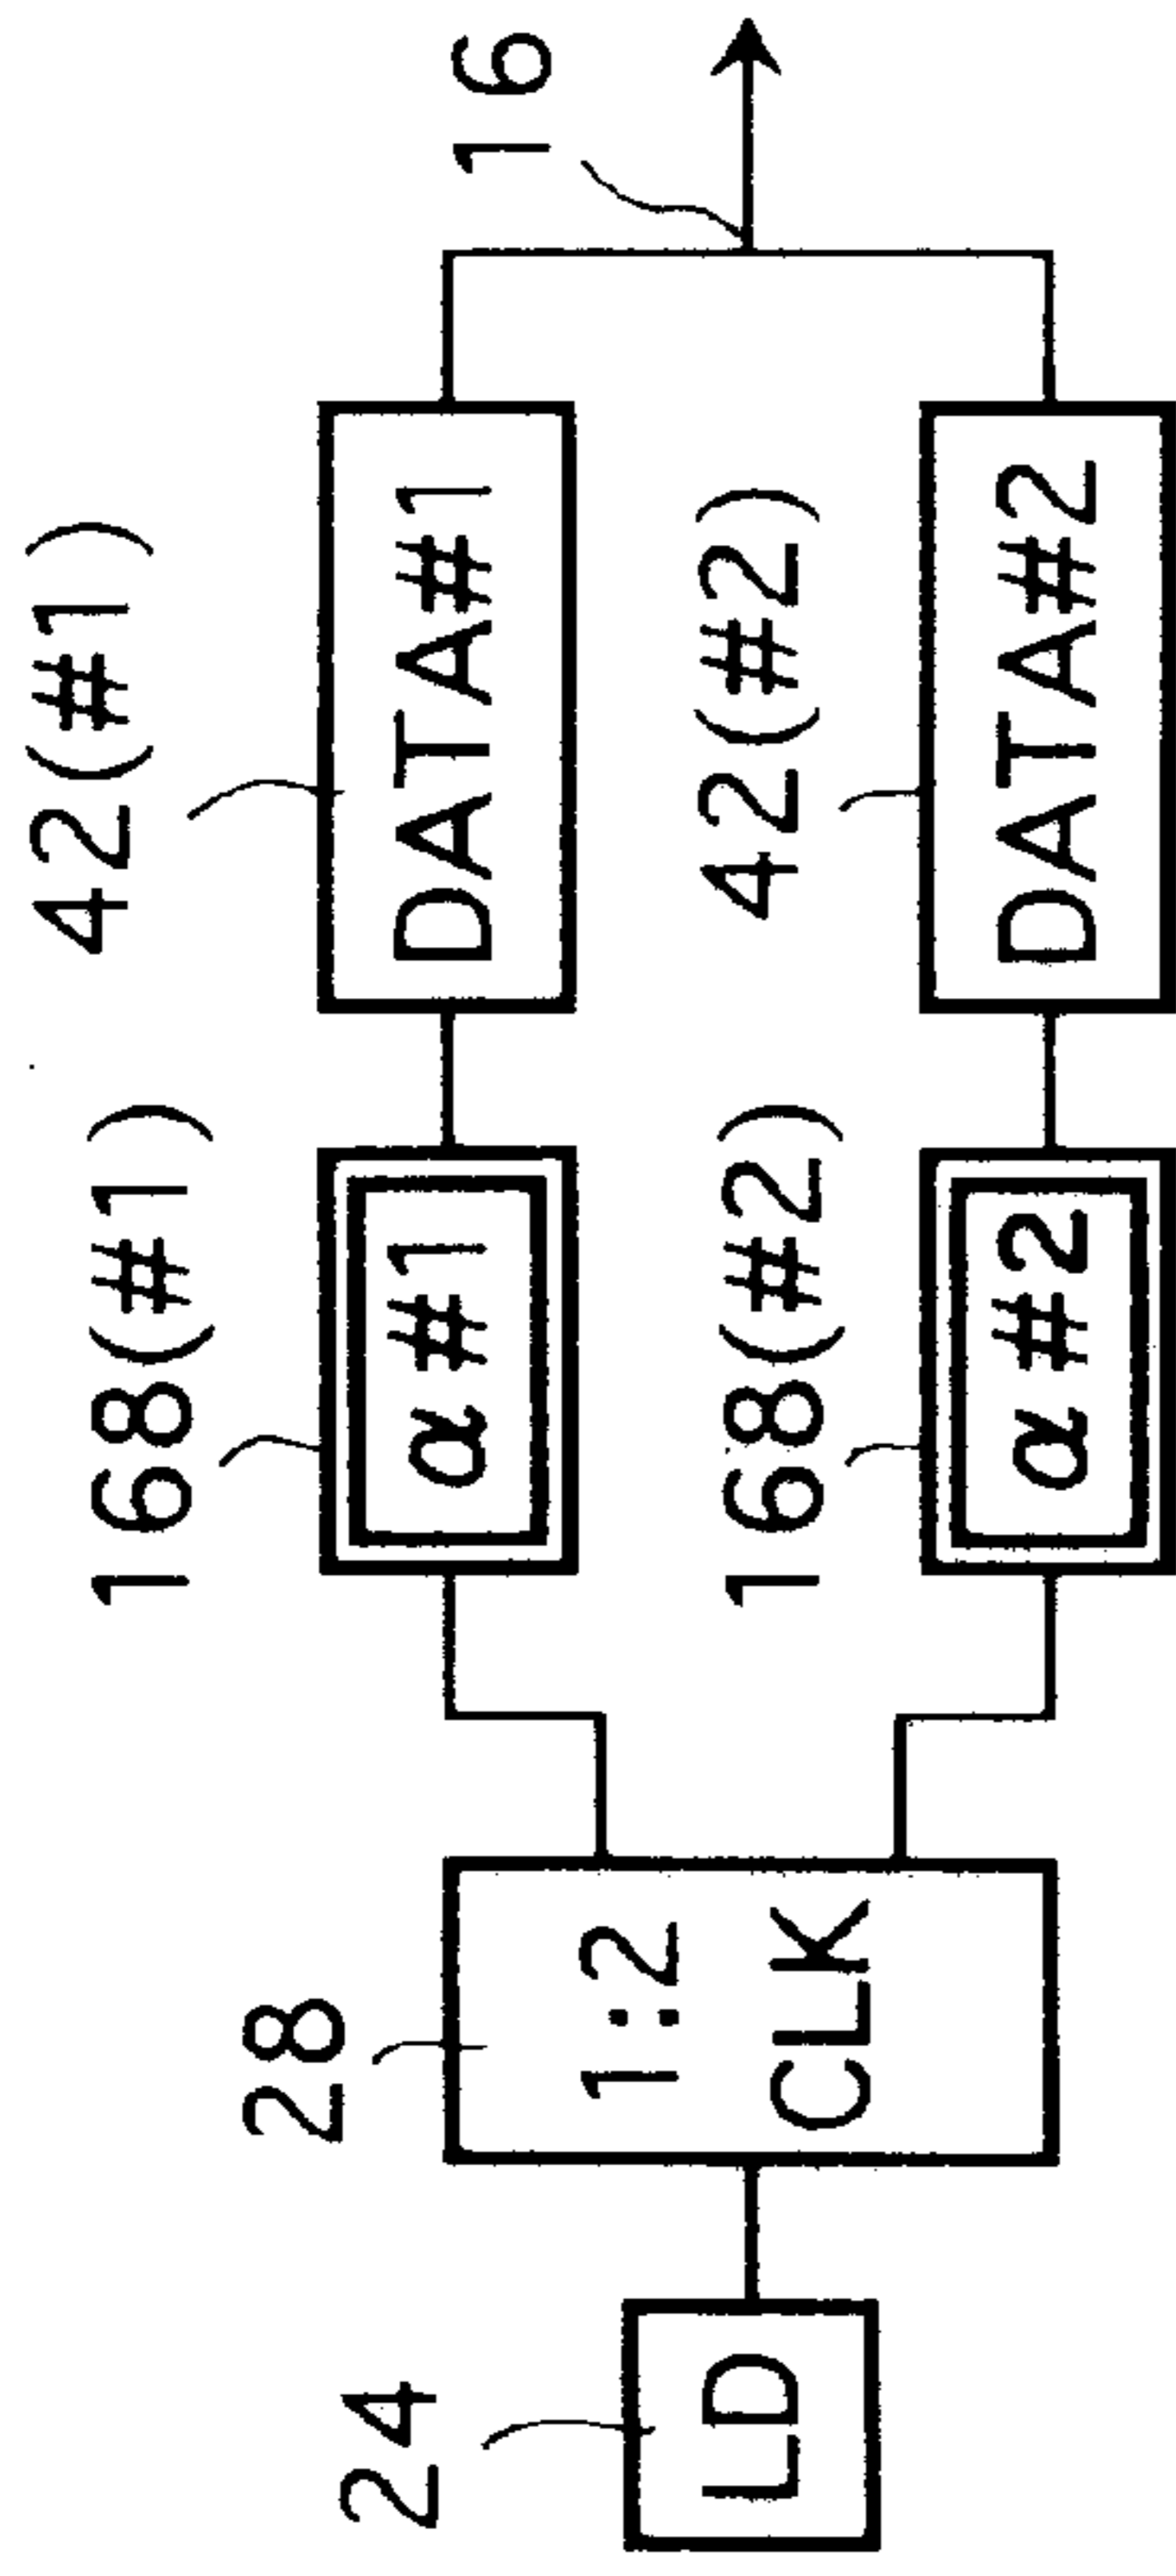 42(#1)
16
168(#1)
28
DATA#1
α#1
24
1:2
CLK
LD
42(#2)
168(#2)
DATA#2
α#2